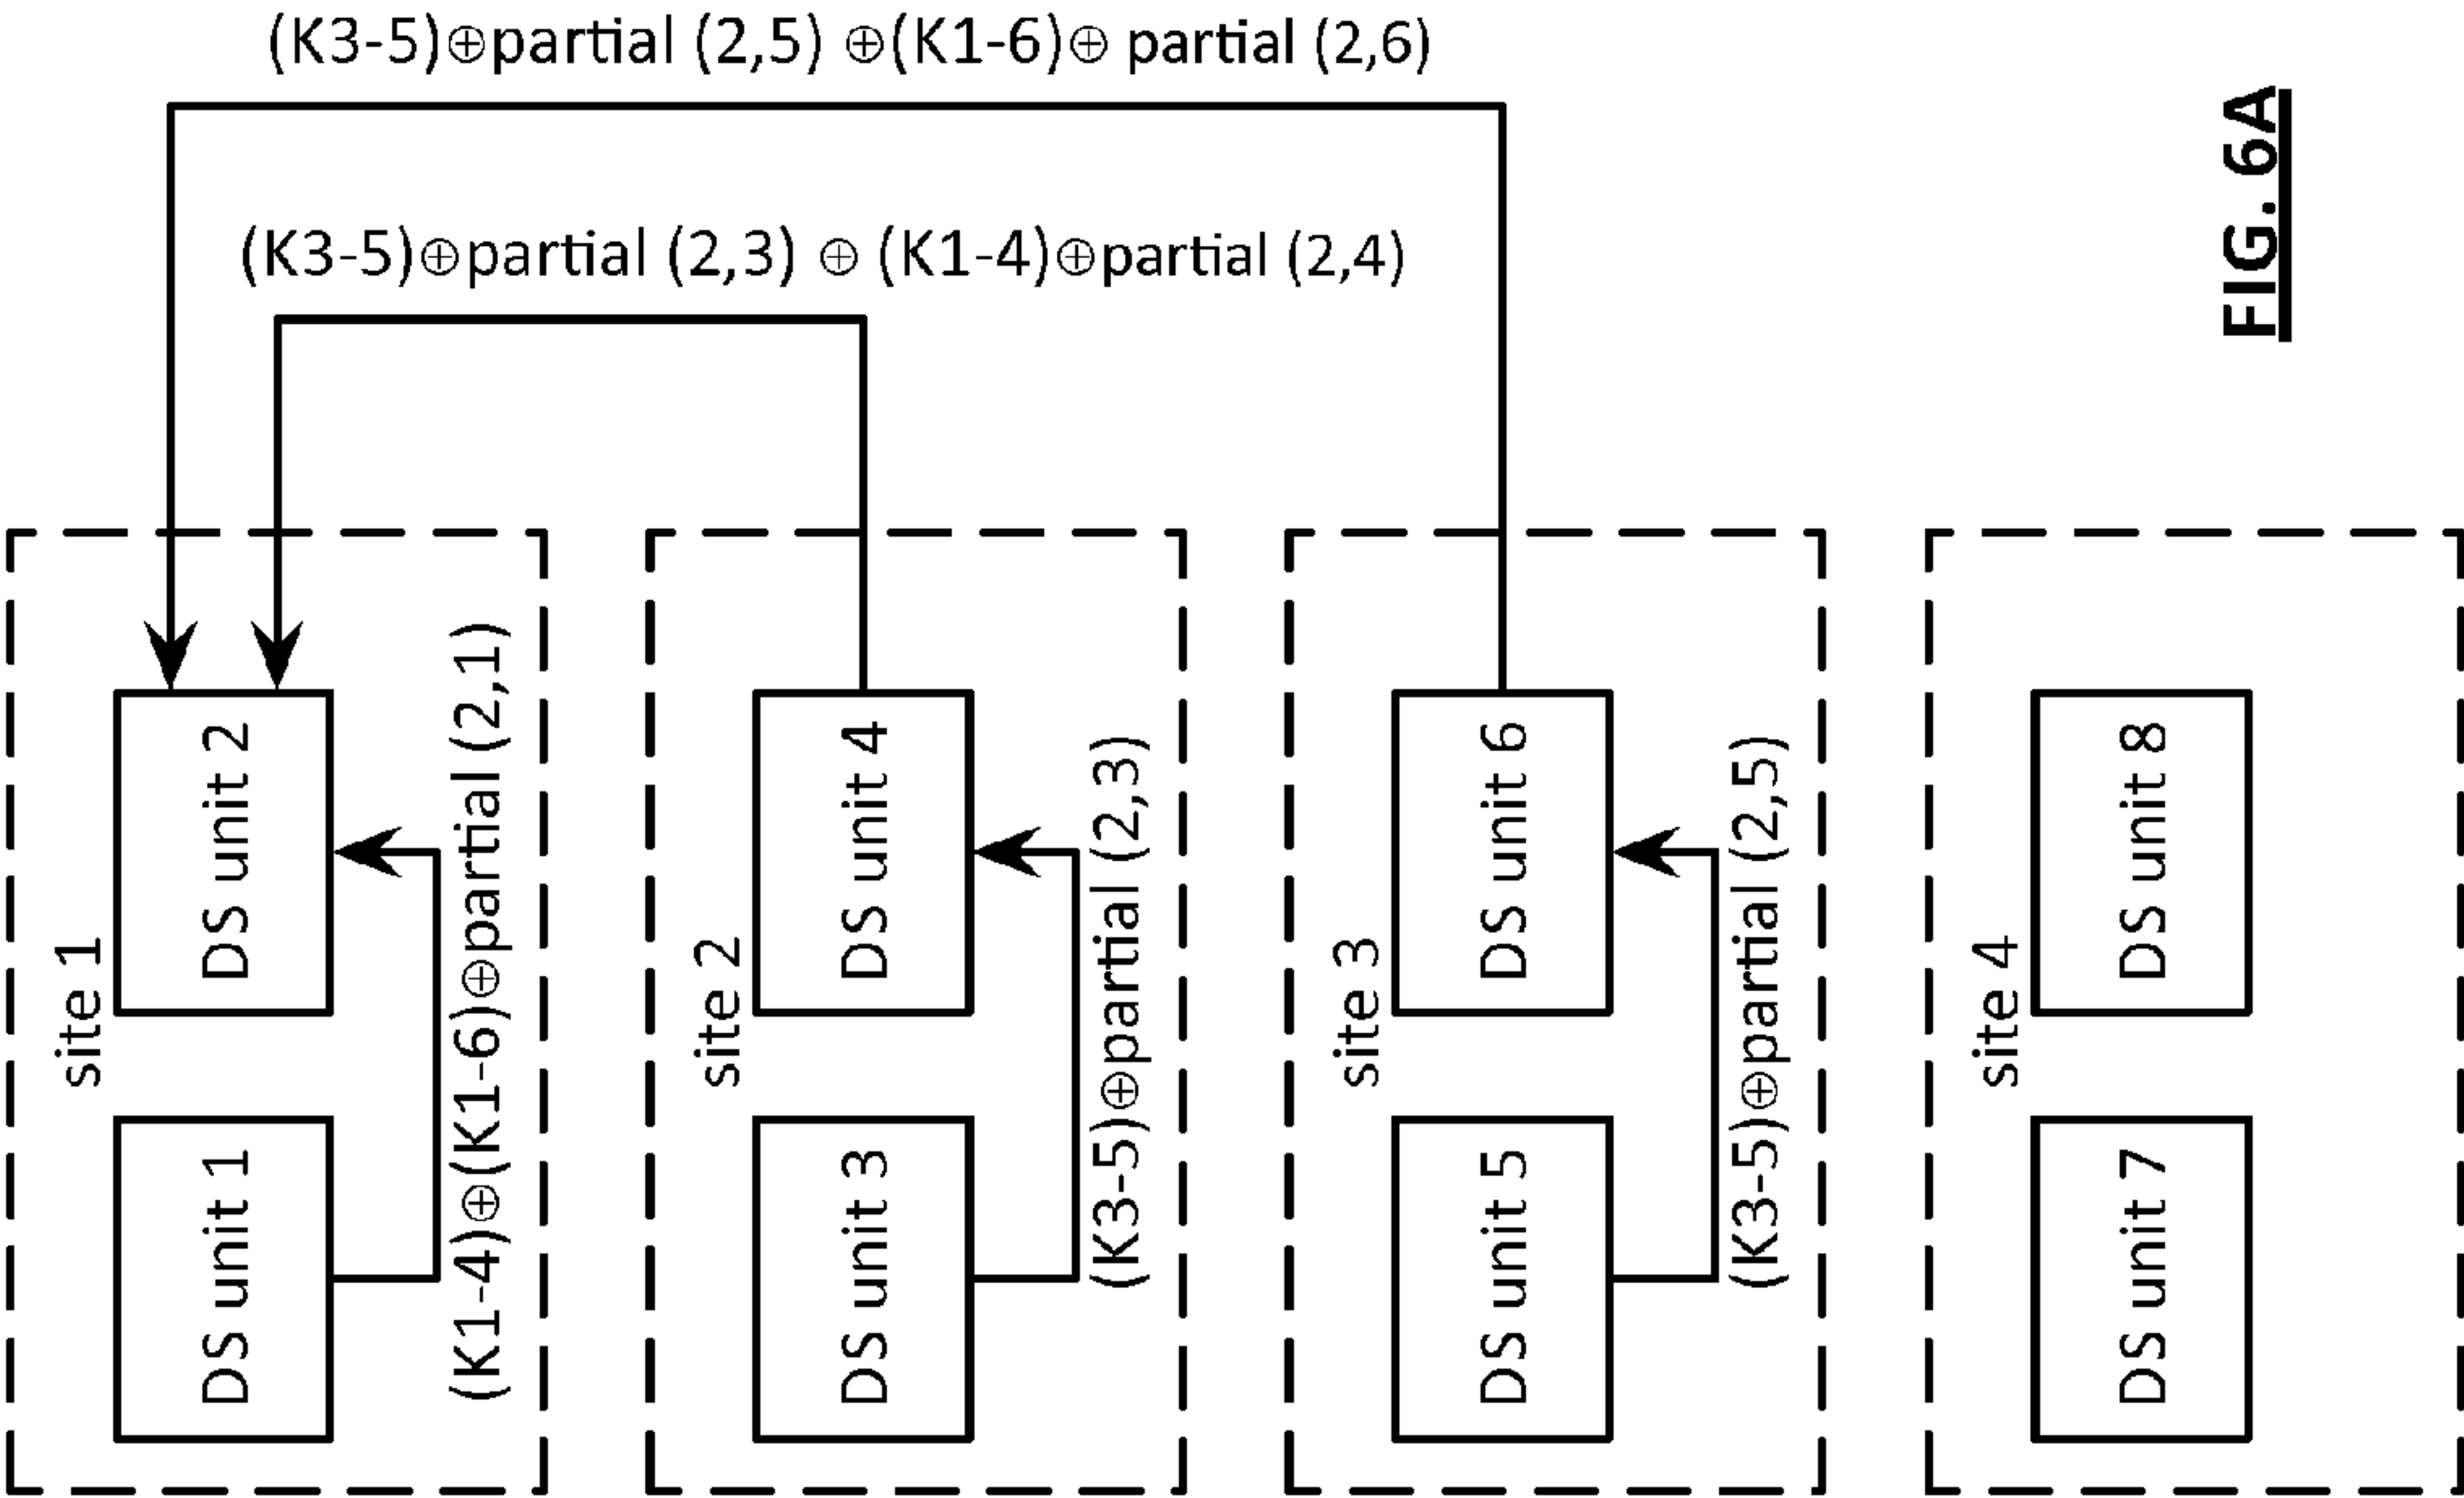 (K3-5)⊕partial (2,5) ⊕(K1-6)⊕ partial (2,6)
(K3-5)⊕partial (2,3) ⊕ (K1-4)⊕partial (2,4)
FIG. 6A
site 1
DS unit 1
DS unit 2
(K1-4)⊕(K1-6)⊕partial (2,1)
site 2
DS unit 3
DS unit 4
(K3-5)⊕partial (2,3)
site 3
DS unit 5
DS unit 6
(K3-5)⊕partial (2,5)
site 4
DS unit 7
DS unit 8